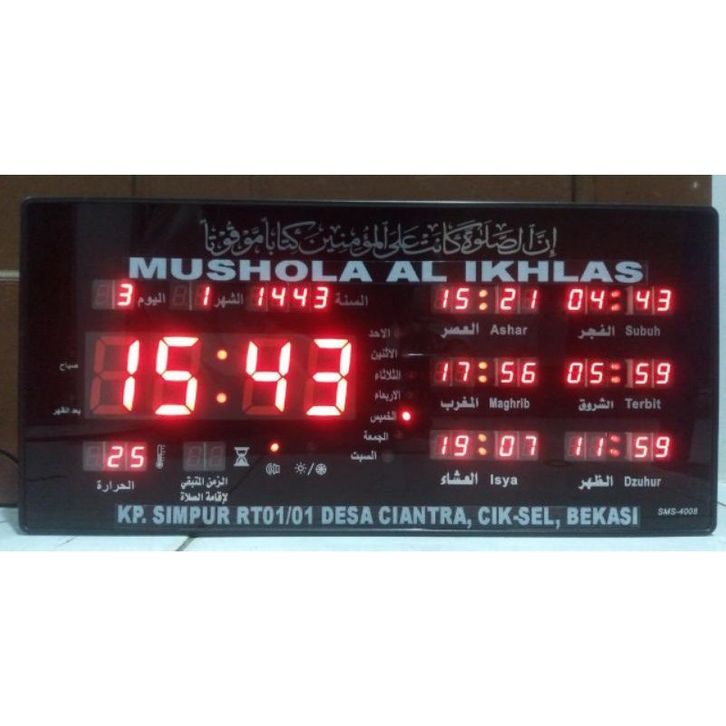 إن الصلوة كانت على المؤمنين كتابا موقوتا
MUSHOLA AL IKHLAS
3 اليوم 1 الشهر 1443 السنة
15:21 04:43
العصر Ashar الفجر Subuh
15:43
الاحد
الاثنين
الثلاثاء
الاربعاء
الخميس
الجمعة
السبت
صباح
بعد الظهر
17:56 05:59
المغرب Maghrib الشروق Terbit
19:07 11:59
العشاء Isya الظهر Dzuhur
25
الحرارة
الزمن المتبقي
لإقامة الصلاة
KP. SIMPUR RT01/01 DESA CIANTRA, CIK-SEL, BEKASI
SMS-4008